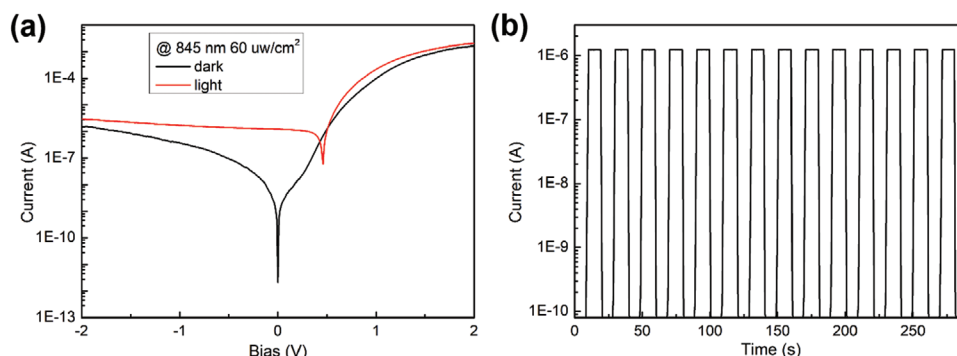 (a)
@ 845 nm 60 uw/cm²
dark
light
Current (A)
1E-4
1E-7
1E-10
1E-13
-2
-1
0
1
2
Bias (V)
(b)
Current (A)
1E-6
1E-7
1E-8
1E-9
1E-10
0
50
100
150
200
250
Time (s)